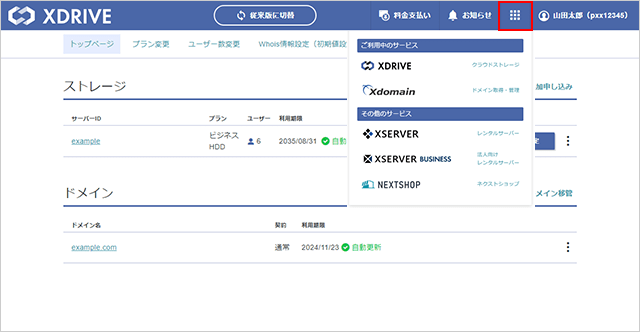 XDRIVE
従来版に切替
料金支払い
お知らせ
山田太郎（pxx12345）
トップページ
プラン変更
ユーザー数変更
Whois情報設定（初期値設
ご利用中のサービス
XDRIVE
クラウドストレージ
Xdomain
ドメイン取得・管理
その他のサービス
XSERVER
レンタルサーバー
XSERVER BUSINESS
法人向け
レンタルサーバー
NEXTSHOP
ネクストショップ
ストレージ
加申し込み
サーバーID
プラン
ユーザー
利用期限
example
ビジネス
HDD
6
2035/08/31
自動
ドメイン
メイン移管
ドメイン名
契約
利用期限
example.com
通常
2024/11/23
自動更新